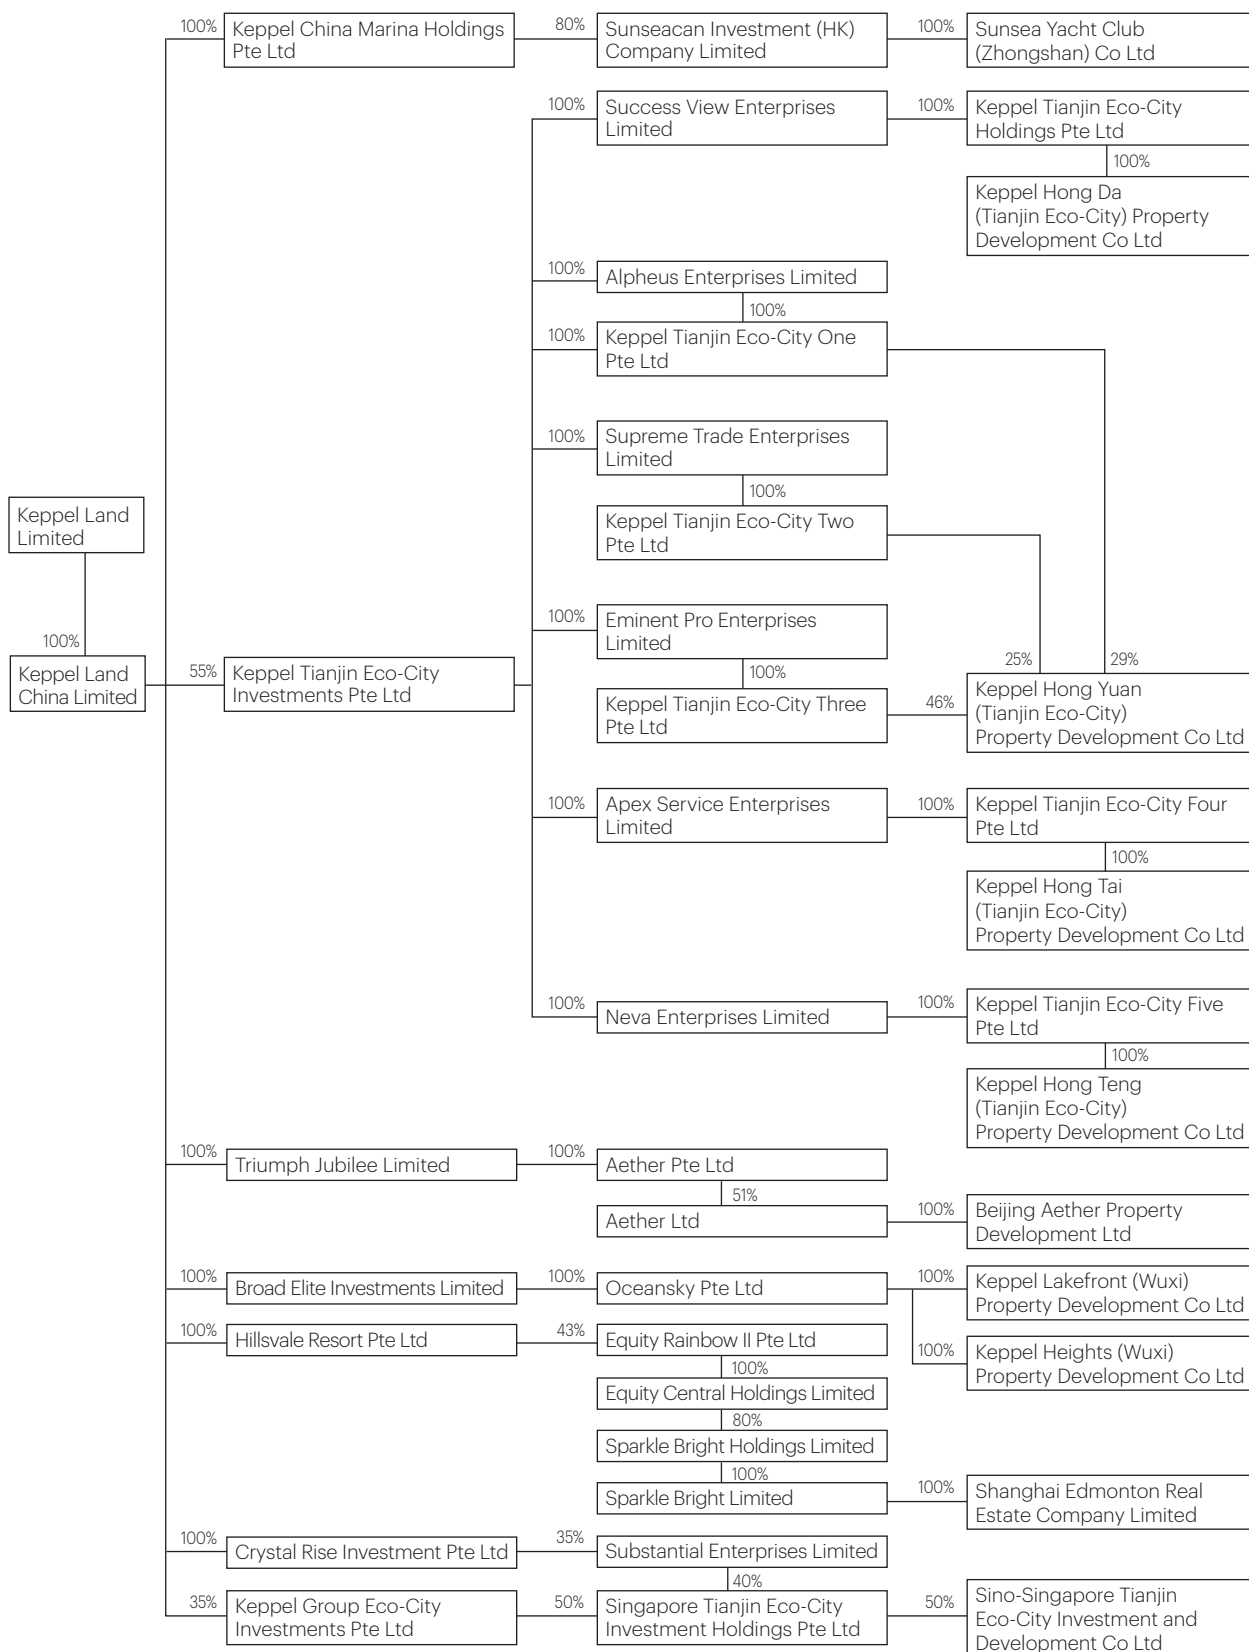 100%
Keppel China Marina Holdings
Pte Ltd
80%
Sunseacan Investment (HK)
Company Limited
100%
Sunsea Yacht Club
(Zhongshan) Co Ltd
100%
Success View Enterprises
Limited
100%
Keppel Tianjin Eco-City
Holdings Pte Ltd
100%
Keppel Hong Da
(Tianjin Eco-City) Property
Development Co Ltd
100%
Alpheus Enterprises Limited
100%
100%
Keppel Tianjin Eco-City One
Pte Ltd
100%
Supreme Trade Enterprises
Limited
100%
Keppel Tianjin Eco-City Two
Pte Ltd
Keppel Land
Limited
100%
Keppel Land
China Limited
55%
Keppel Tianjin Eco-City
Investments Pte Ltd
100%
Eminent Pro Enterprises
Limited
100%
Keppel Tianjin Eco-City Three
Pte Ltd
46%
25%
29%
Keppel Hong Yuan
(Tianjin Eco-City)
Property Development Co Ltd
100%
Apex Service Enterprises
Limited
100%
Keppel Tianjin Eco-City Four
Pte Ltd
100%
Keppel Hong Tai
(Tianjin Eco-City)
Property Development Co Ltd
100%
Neva Enterprises Limited
100%
Keppel Tianjin Eco-City Five
Pte Ltd
100%
Keppel Hong Teng
(Tianjin Eco-City)
Property Development Co Ltd
100%
Triumph Jubilee Limited
100%
Aether Pte Ltd
51%
Aether Ltd
100%
Beijing Aether Property
Development Ltd
100%
Broad Elite Investments Limited
100%
Oceansky Pte Ltd
100%
Keppel Lakefront (Wuxi)
Property Development Co Ltd
100%
Keppel Heights (Wuxi)
Property Development Co Ltd
100%
Hillsvale Resort Pte Ltd
43%
Equity Rainbow II Pte Ltd
100%
Equity Central Holdings Limited
80%
Sparkle Bright Holdings Limited
100%
Sparkle Bright Limited
100%
Shanghai Edmonton Real
Estate Company Limited
100%
Crystal Rise Investment Pte Ltd
35%
Substantial Enterprises Limited
40%
35%
Keppel Group Eco-City
Investments Pte Ltd
50%
Singapore Tianjin Eco-City
Investment Holdings Pte Ltd
50%
Sino-Singapore Tianjin
Eco-City Investment and
Development Co Ltd